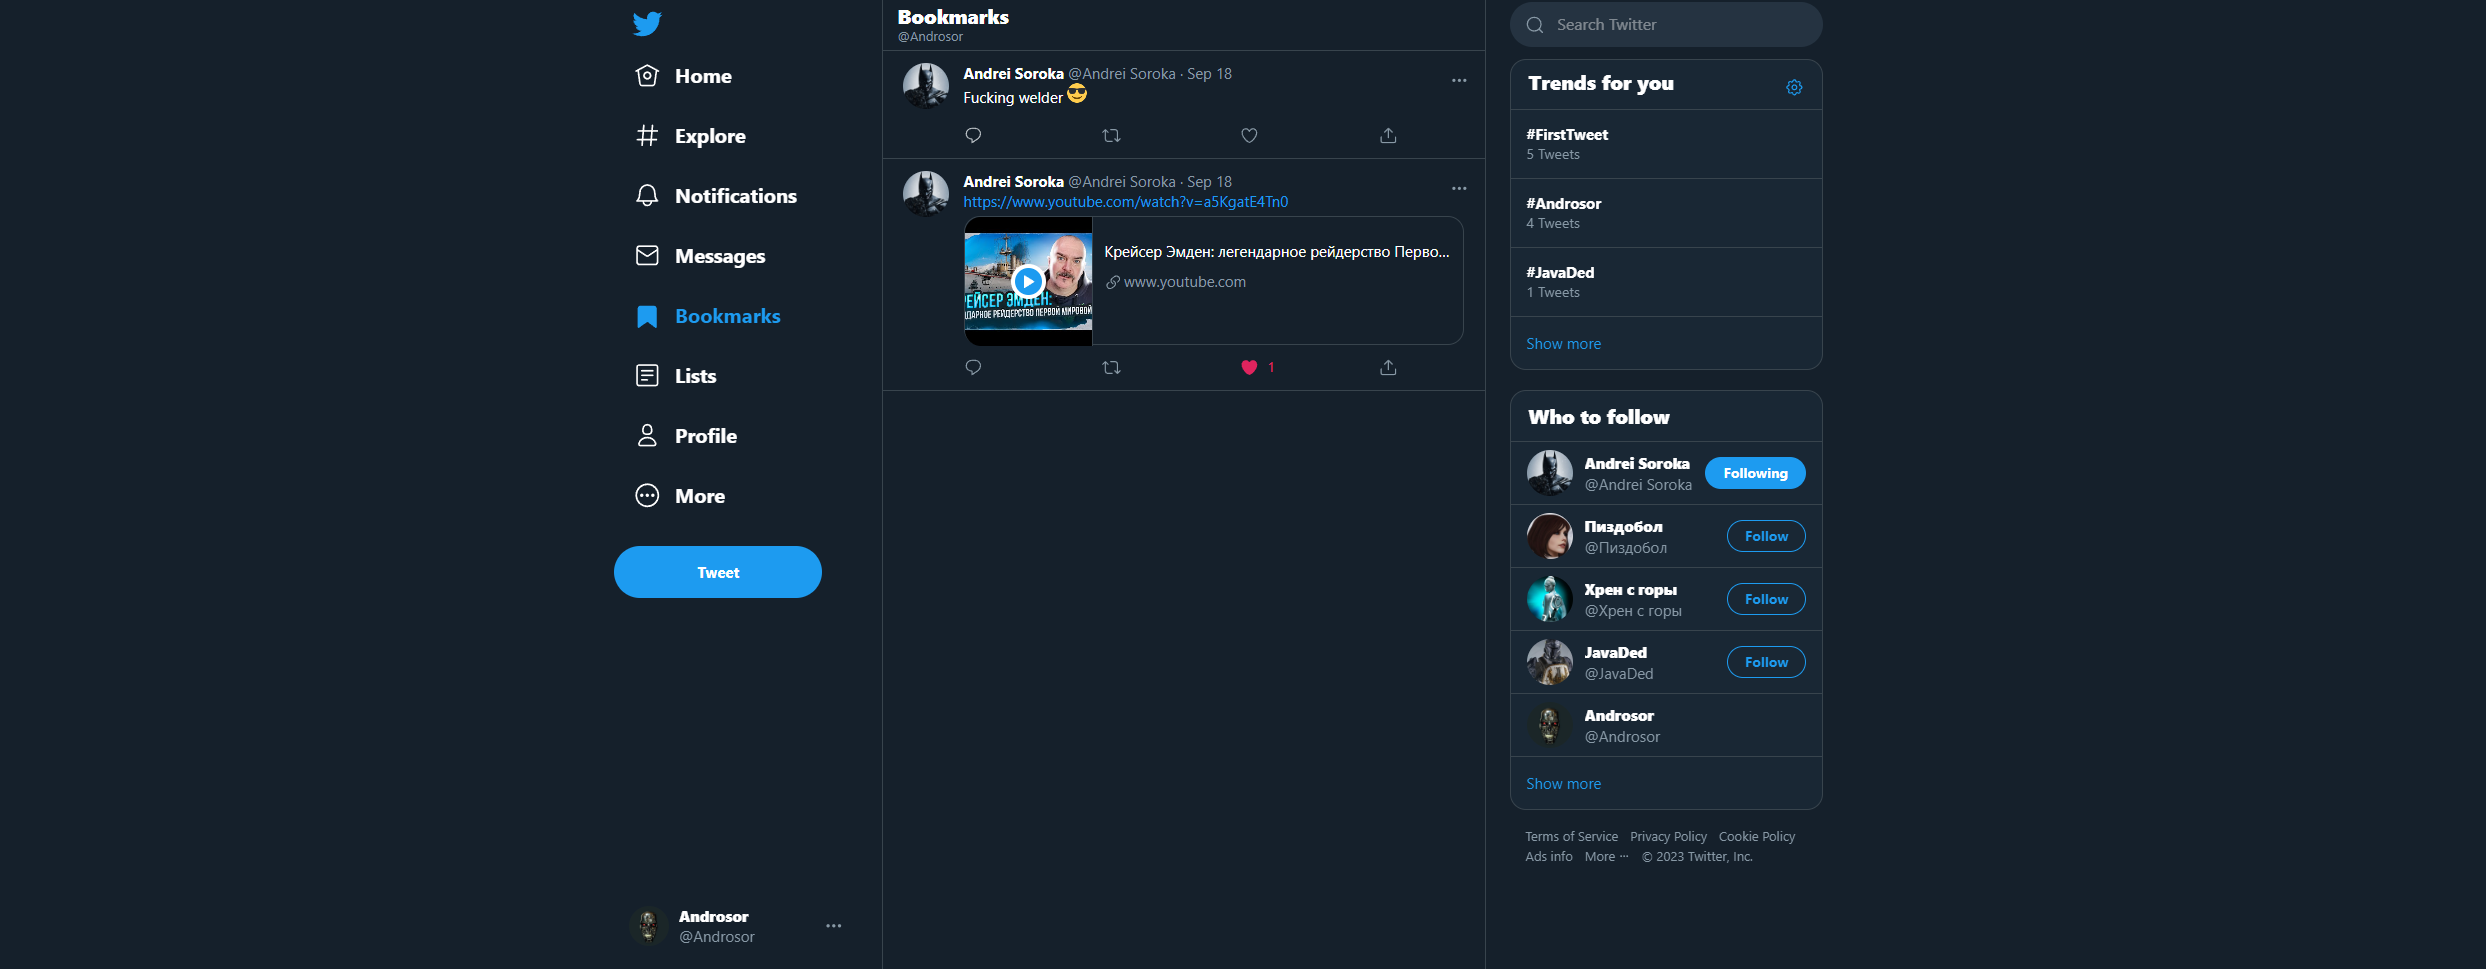 Home
Explore
Notifications
Messages
Bookmarks
Lists
Profile
More
Tweet
Androsor
@Androsor
Bookmarks
@Androsor
Andrei Soroka @Andrei Soroka · Sep 18
Fucking welder 😎
Andrei Soroka @Andrei Soroka · Sep 18
https://www.youtube.com/watch?v=a5KgatE4Tn0
РЕЙСЕР ЭМДЕН:
ДАРНОЕ РЕЙДЕРСТВО ПЕРВОЙ МИРОВОЙ
Крейсер Эмден: легендарное рейдерство Перво...
www.youtube.com
1
Search Twitter
Trends for you
#FirstTweet
5 Tweets
#Androsor
4 Tweets
#JavaDed
1 Tweets
Show more
Who to follow
Andrei Soroka
@Andrei Soroka
Following
Пиздобол
@Пиздобол
Follow
Хрен с горы
@Хрен с горы
Follow
JavaDed
@JavaDed
Follow
Androsor
@Androsor
Show more
Terms of Service Privacy Policy Cookie Policy
Ads info More ··· © 2023 Twitter, Inc.